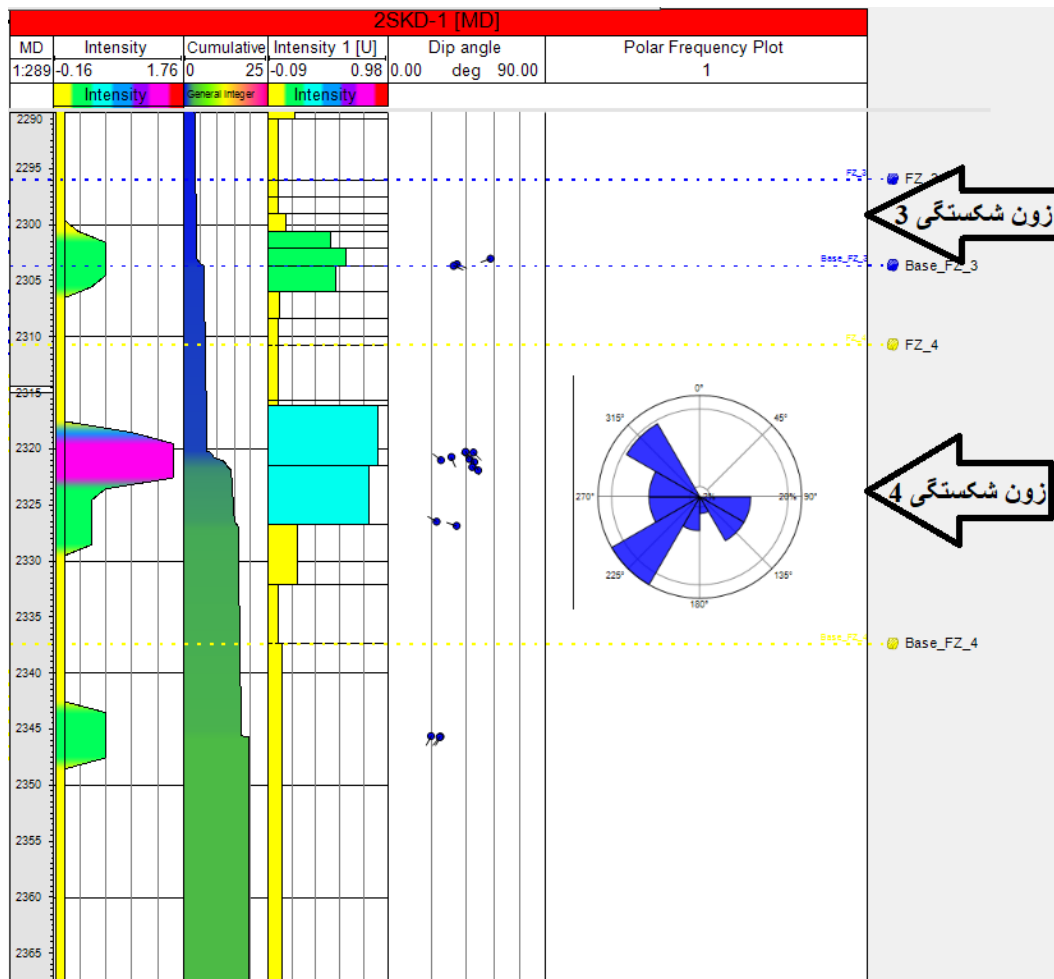 2SKD-1 [MD]
MD Intensity Cumulative Intensity 1 [U] Dip angle Polar Frequency Plot
1:289 -0.16 1.76 0 25 -0.09 0.98 0.00 deg 90.00 1
Intensity General Integer Intensity
2290
2295
FZ_3
زون شکستگی 3
2300
Base_FZ_3 Base_FZ_3
2305
2310
FZ_4 FZ_4
2315
0°
315° 45°
2320
270° 20% 90°
زون شکستگی 4
2325
225° 135°
2330
180°
2335
Base_FZ_4 Base_FZ_4
2340
2345
2350
2355
2360
2365